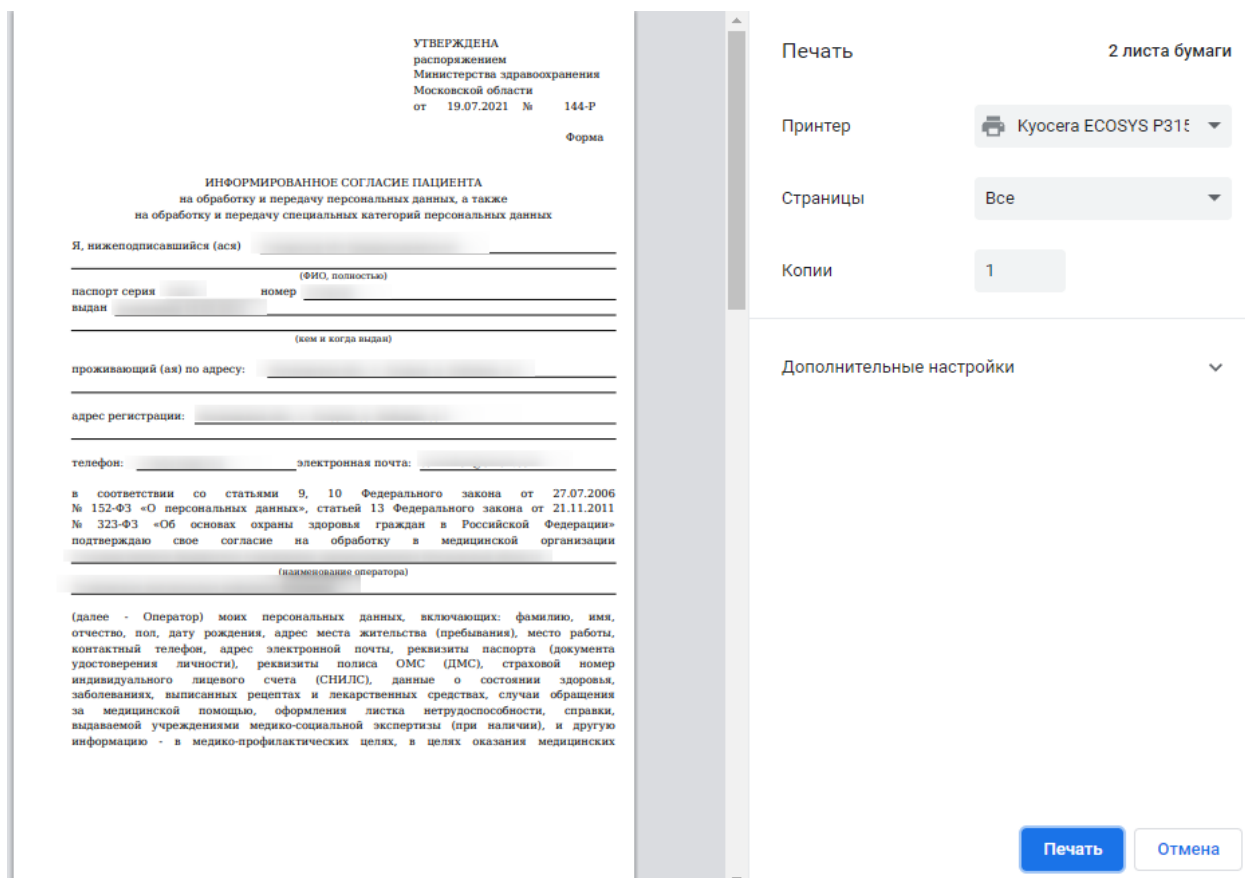 УТВЕРЖДЕНА
распоряжением
Министерства здравоохранения
Московской области
от 19.07.2021 № 144-Р
Форма
ИНФОРМИРОВАННОЕ СОГЛАСИЕ ПАЦИЕНТА
на обработку и передачу персональных данных, а также
на обработку и передачу специальных категорий персональных данных
Я, нижеподписавшийся (ася)
(ФИО, полностью)
паспорт серия номер
выдан
(кем и когда выдан)
проживающий (ая) по адресу:
адрес регистрации:
телефон: электронная почта:
в соответствии со статьями 9, 10 Федерального закона от 27.07.2006
№ 152-ФЗ «О персональных данных», статьей 13 Федерального закона от 21.11.2011
№ 323-ФЗ «Об основах охраны здоровья граждан в Российской Федерации»
подтверждаю свое согласие на обработку в медицинской организации
(наименование оператора)
(далее - Оператор) моих персональных данных, включающих: фамилию, имя,
отчество, пол, дату рождения, адрес места жительства (пребывания), место работы,
контактный телефон, адрес электронной почты, реквизиты паспорта (документа
удостоверения личности), реквизиты полиса ОМС (ДМС), страховой номер
индивидуального лицевого счета (СНИЛС), данные о состоянии здоровья,
заболеваниях, выписанных рецептах и лекарственных средствах, случаи обращения
за медицинской помощью, оформления листка нетрудоспособности, справки,
выдаваемой учреждениями медико-социальной экспертизы (при наличии), и другую
информацию - в медико-профилактических целях, в целях оказания медицинских
Печать 2 листа бумаги
Принтер Kyocera ECOSYS P315
Страницы Все
Копии 1
Дополнительные настройки
Печать Отмена